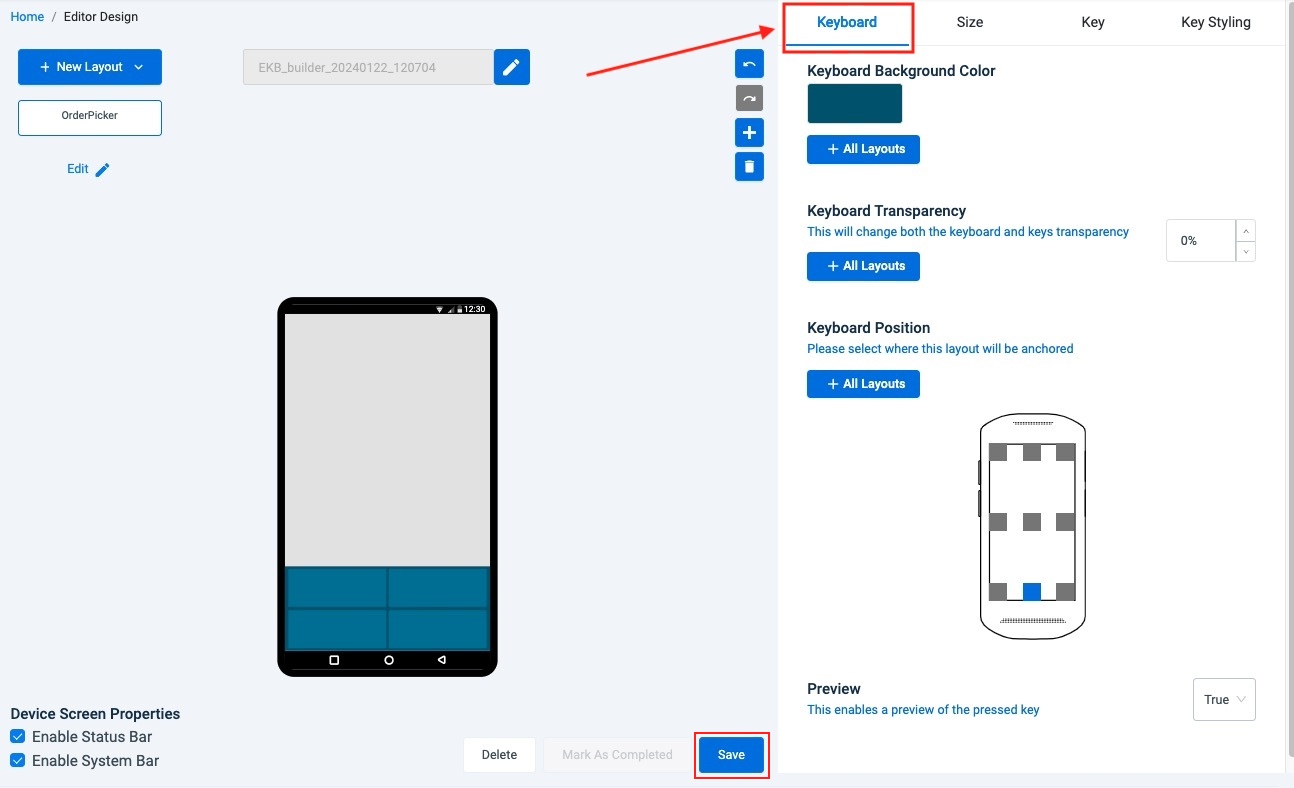 Home / Editor Design
Keyboard
Size
Key
Key Styling
+ New Layout
EKB_builder_20240122_120704
OrderPicker
Edit
Keyboard Background Color
+ All Layouts
Keyboard Transparency
This will change both the keyboard and keys transparency
0%
+ All Layouts
Keyboard Position
Please select where this layout will be anchored
+ All Layouts
12:30
Preview
This enables a preview of the pressed key
True
Device Screen Properties
Enable Status Bar
Enable System Bar
Delete
Mark As Completed
Save